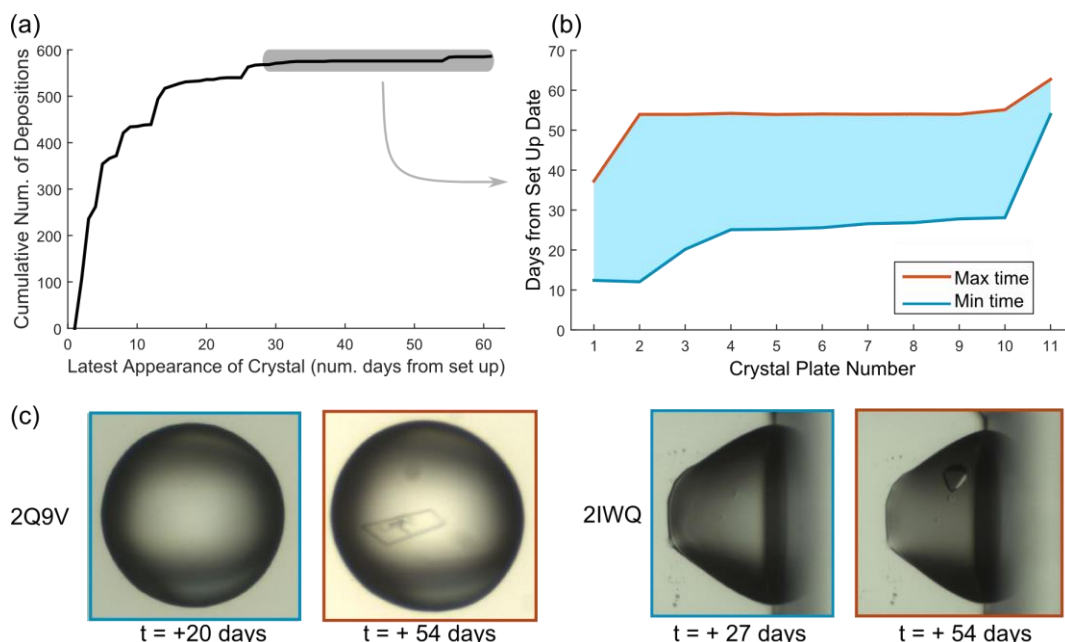 (a)
600
500
400
300
200
100
0
Cumulative Num. of Depositions
0 10 20 30 40 50 60
Latest Appearance of Crystal (num. days from set up)
(b)
70
60
50
40
30
20
10
0
Days from Set Up Date
Max time
Min time
1 2 3 4 5 6 7 8 9 10 11
Crystal Plate Number
(c)
2Q9V
t = +20 days
t = + 54 days
2IWQ
t = + 27 days
t = + 54 days